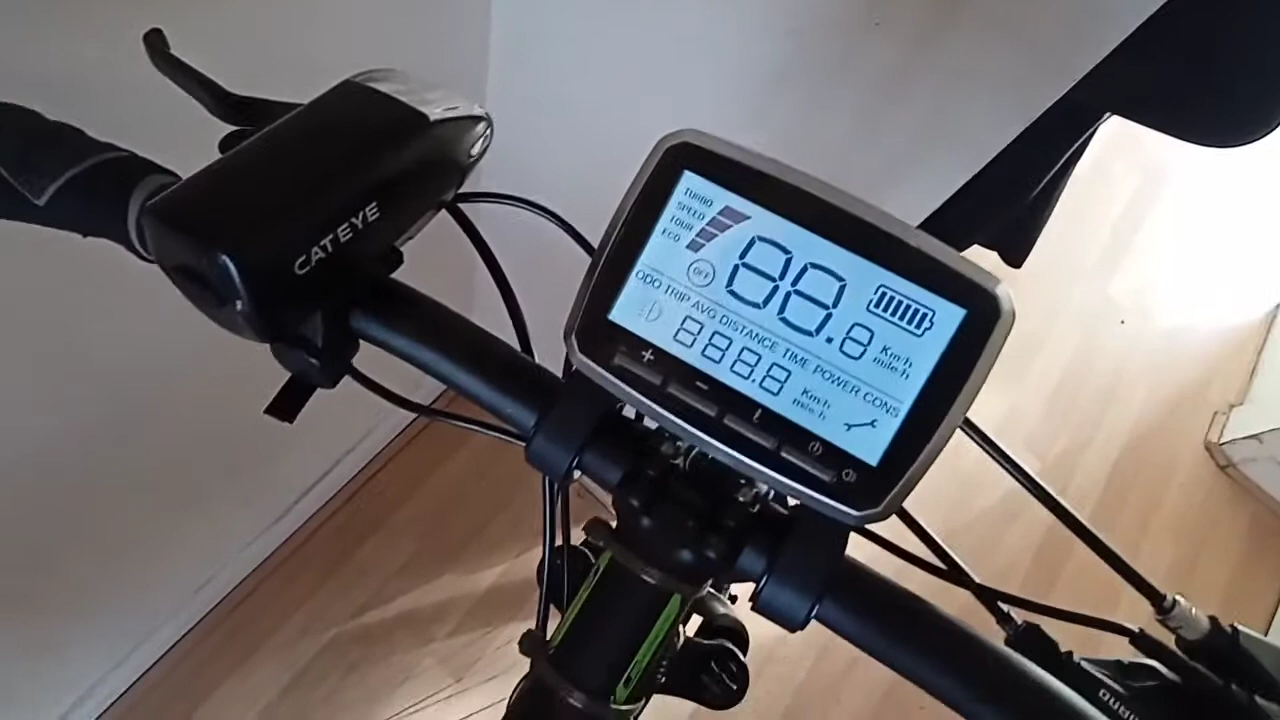 CATEYE
TURBO
SPEED
TOUR
ECO
OFF
88.8
Km/h
mile/h
ODO TRIP AVG DISTANCE TIME POWER CONS
888.8
Km/h
mile/h
+
-